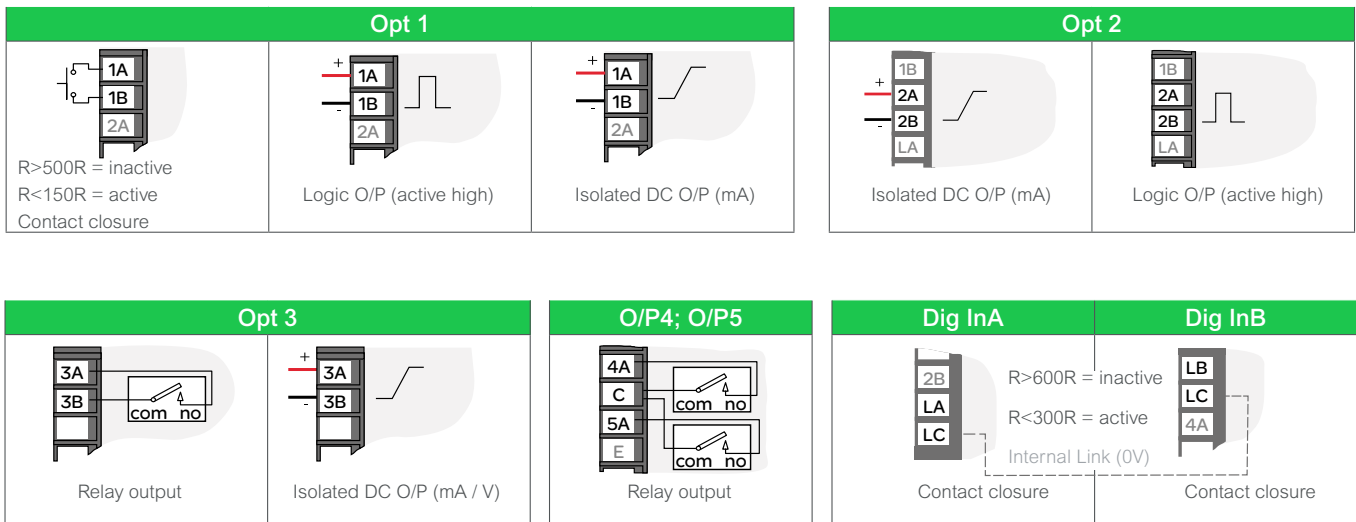 Opt 1
Opt 2
1A
1B
2A
R>500R = inactive
R<150R = active
Contact closure
+
-
1A
1B
2A
Logic O/P (active high)
+
-
1A
1B
2A
Isolated DC O/P (mA)
1B
+
2A
-
2B
LA
Isolated DC O/P (mA)
1B
2A
2B
LA
Logic O/P (active high)
Opt 3
O/P4; O/P5
Dig InA
Dig InB
3A
3B
com no
Relay output
+
3A
-
3B
Isolated DC O/P (mA / V)
4A
C
com no
5A
E
com no
Relay output
2B
LA
LC
Contact closure
R>600R = inactive
R<300R = active
Internal Link (0V)
LB
LC
4A
Contact closure